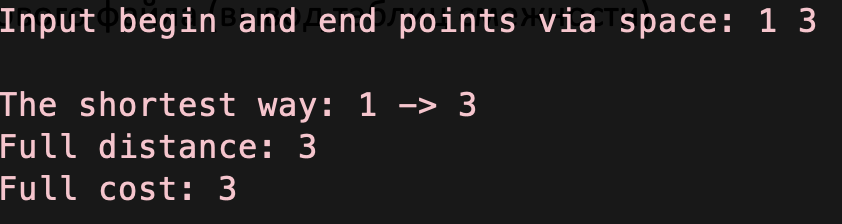 Input begin and end points via space: 1 3
The shortest way: 1 —> 3
Full distance: 3
Full cost: 3